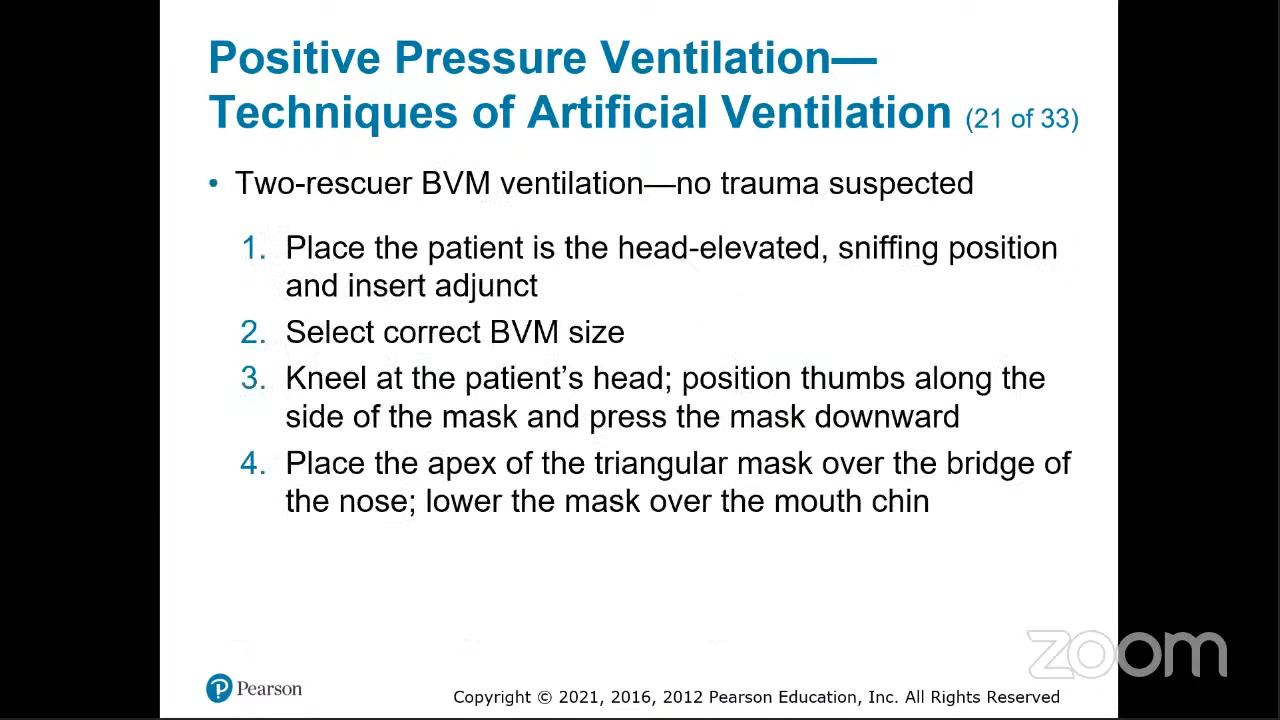 Positive Pressure Ventilation—
Techniques of Artificial Ventilation (21 of 33)
• Two-rescuer BVM ventilation—no trauma suspected
1. Place the patient is the head-elevated, sniffing position
and insert adjunct
2. Select correct BVM size
3. Kneel at the patient’s head; position thumbs along the
side of the mask and press the mask downward
4. Place the apex of the triangular mask over the bridge of
the nose; lower the mask over the mouth chin
zoom
P Pearson
Copyright © 2021, 2016, 2012 Pearson Education, Inc. All Rights Reserved